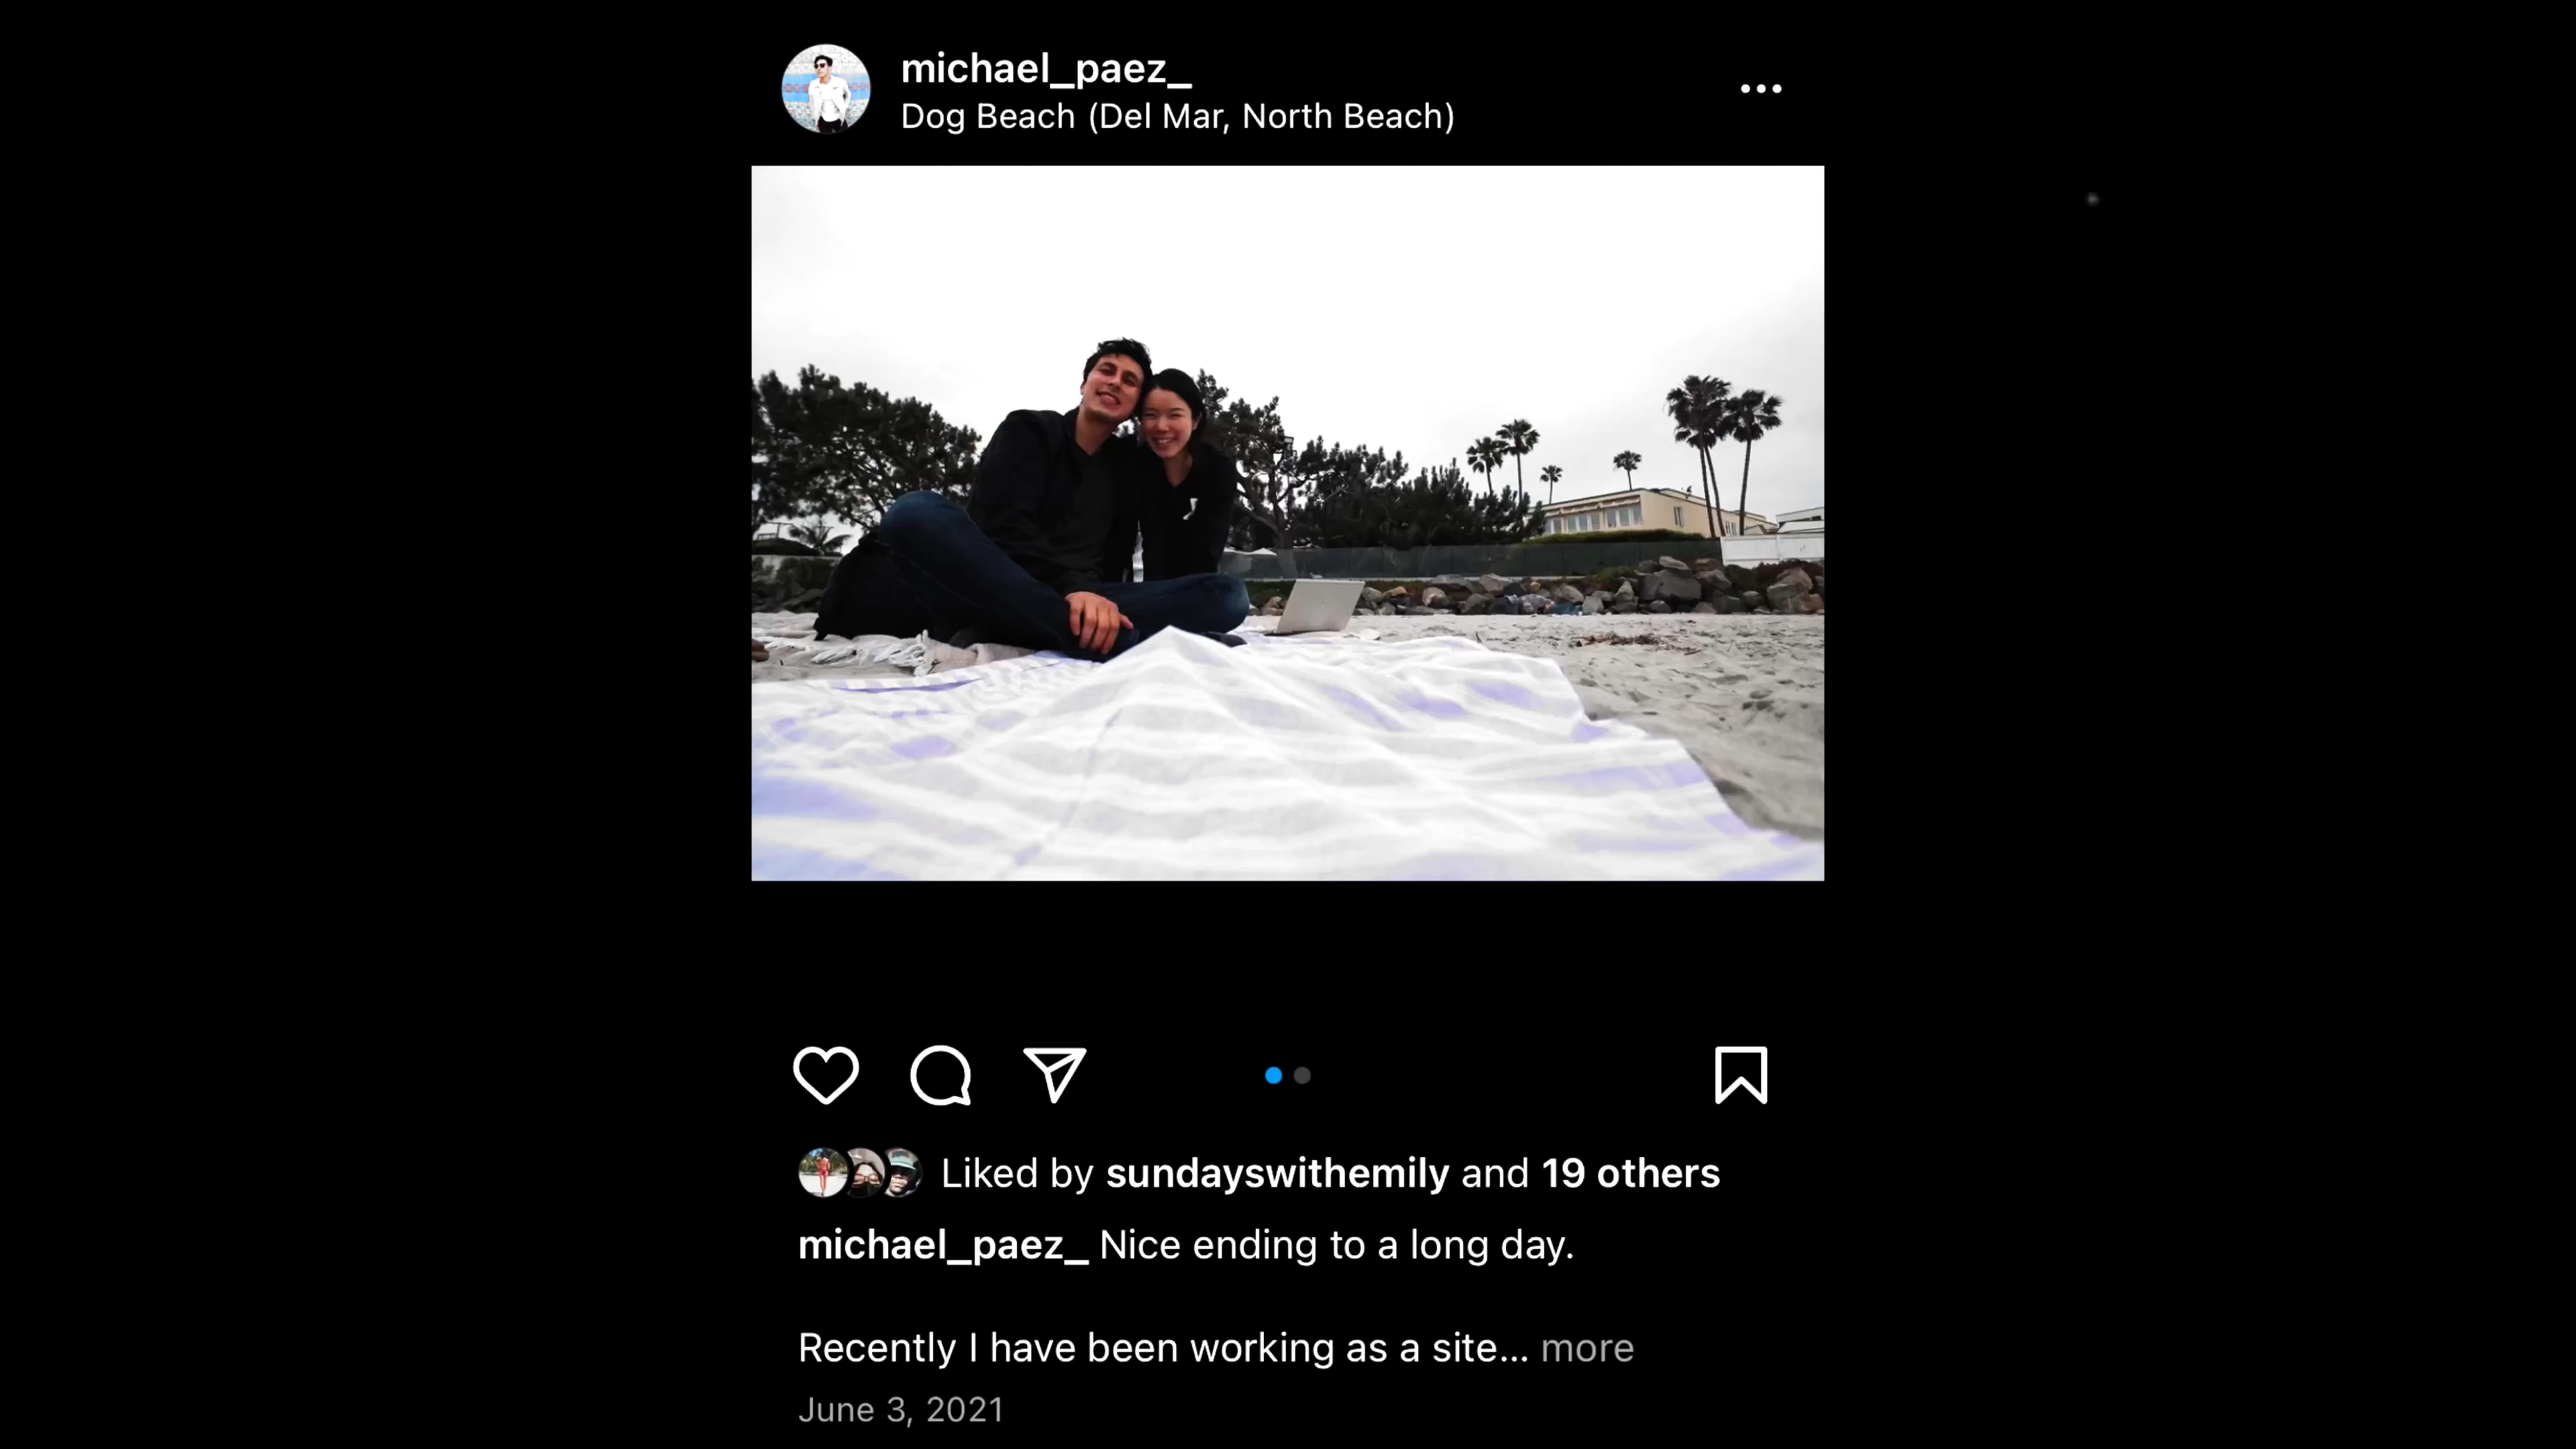 michael_paez_
Dog Beach (Del Mar, North Beach)
Liked by sundayswithemily and 19 others
michael_paez_ Nice ending to a long day.
Recently I have been working as a site... more
June 3, 2021